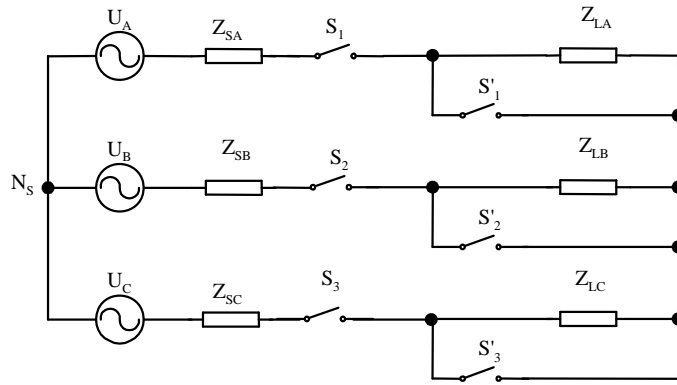 U_A Z_SA S_1 Z_LA
S'_1
U_B Z_SB S_2 Z_LB
N_S
S'_2
U_C Z_SC S_3 Z_LC
S'_3